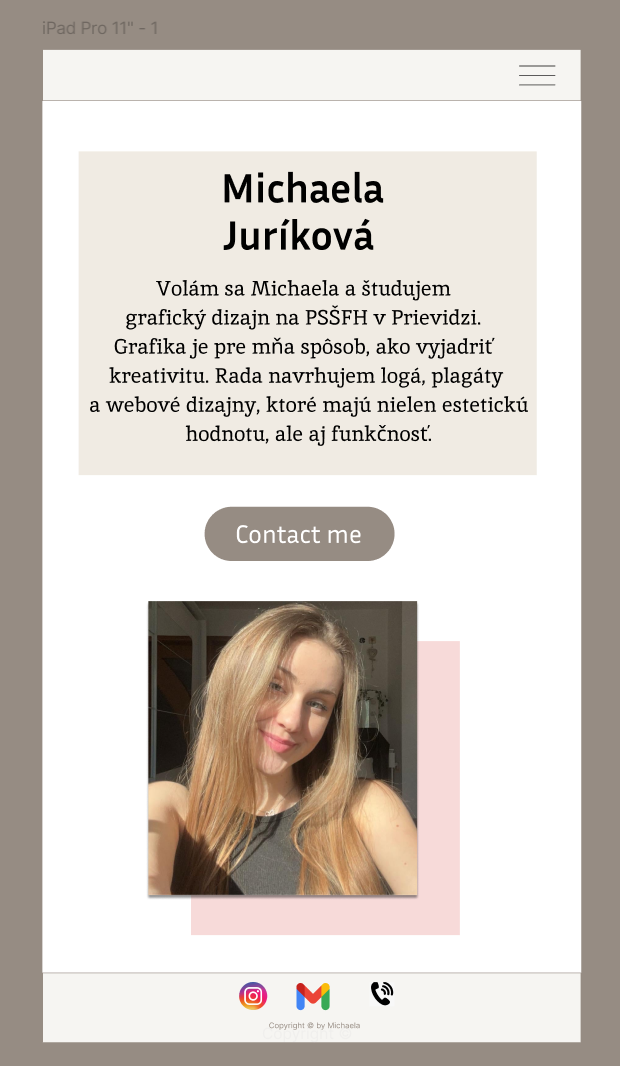 iPad Pro 11" - 1
Michaela
Juríková
Volám sa Michaela a študujem
grafický dizajn na PSŠFH v Prievidzi.
Grafika je pre mňa spôsob, ako vyjadriť
kreativitu. Rada navrhujem logá, plagáty
a webové dizajny, ktoré majú nielen estetickú
hodnotu, ale aj funkčnosť.
Contact me
Copyright @ by Michaela